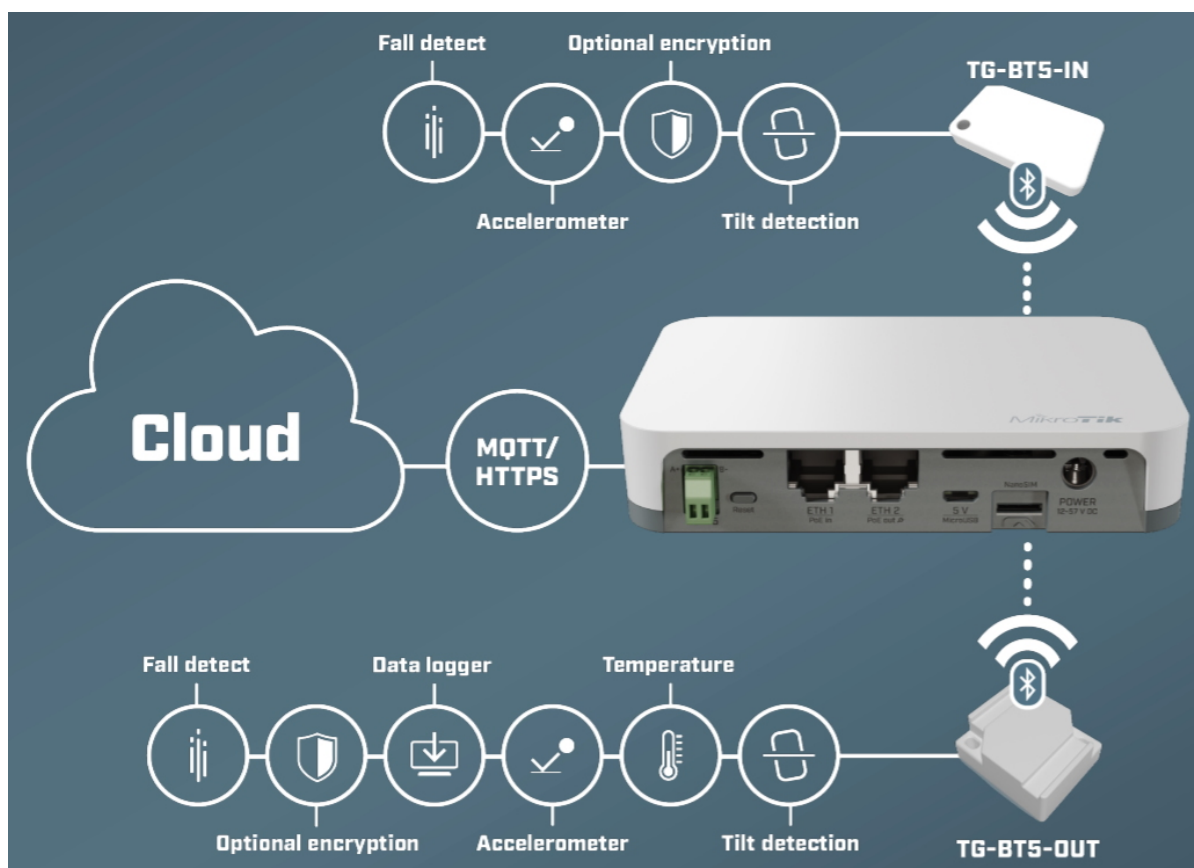 Fall detect
Optional encryption
TG-BT5-IN
Accelerometer
Tilt detection
Cloud
MQTT/
HTTPS
MikroTik
A+
B-
Reset
ETH 1
PoE in
ETH 2
PoE out
5 V
MicroUSB
NanoSIM
POWER
12-57 V DC
Fall detect
Data logger
Temperature
Optional encryption
Accelerometer
Tilt detection
TG-BT5-OUT